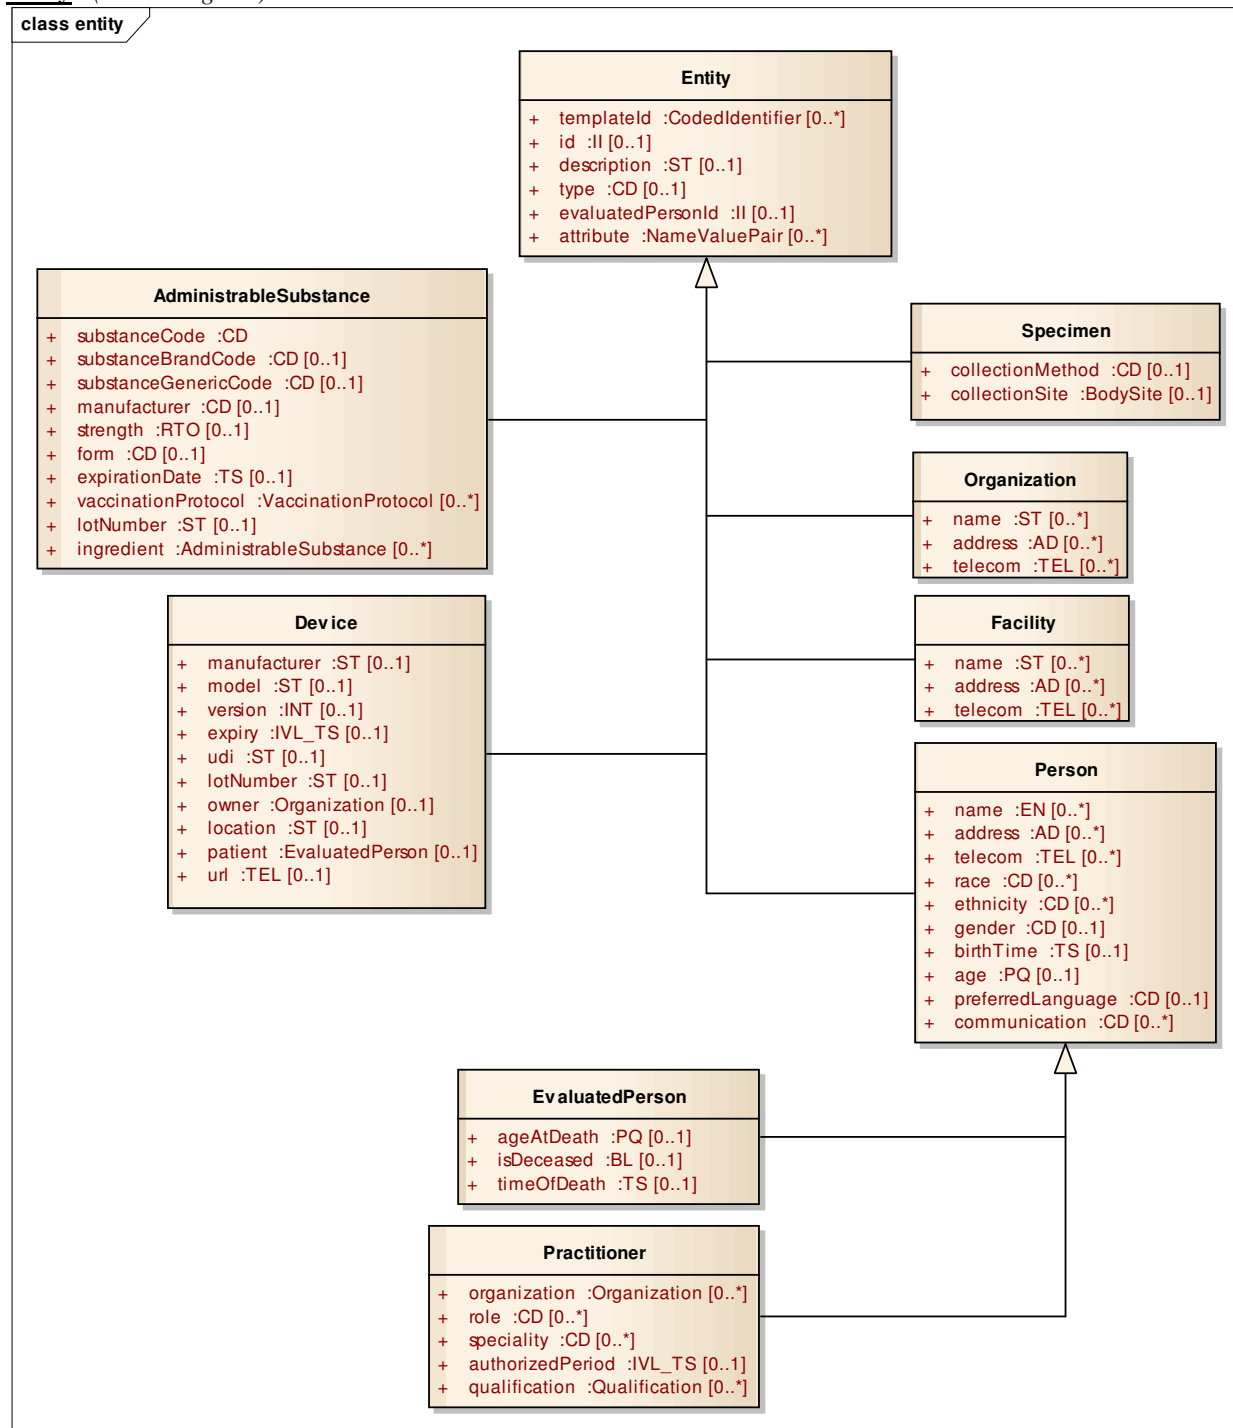 class entity
Entity
+ templateId :CodedIdentifier [0..*]
+ id :II [0..1]
+ description :ST [0..1]
+ type :CD [0..1]
+ evaluatedPersonId :II [0..1]
+ attribute :NameValuePair [0..*]
AdministrableSubstance
+ substanceCode :CD
+ substanceBrandCode :CD [0..1]
+ substanceGenericCode :CD [0..1]
+ manufacturer :CD [0..1]
+ strength :RTO [0..1]
+ form :CD [0..1]
+ expirationDate :TS [0..1]
+ vaccinationProtocol :VaccinationProtocol [0..*]
+ lotNumber :ST [0..1]
+ ingredient :AdministrableSubstance [0..*]
Specimen
+ collectionMethod :CD [0..1]
+ collectionSite :BodySite [0..1]
Organization
+ name :ST [0..*]
+ address :AD [0..*]
+ telecom :TEL [0..*]
Device
+ manufacturer :ST [0..1]
+ model :ST [0..1]
+ version :INT [0..1]
+ expiry :IVL_TS [0..1]
+ udi :ST [0..1]
+ lotNumber :ST [0..1]
+ owner :Organization [0..1]
+ location :ST [0..1]
+ patient :EvaluatedPerson [0..1]
+ url :TEL [0..1]
Facility
+ name :ST [0..*]
+ address :AD [0..*]
+ telecom :TEL [0..*]
Person
+ name :EN [0..*]
+ address :AD [0..*]
+ telecom :TEL [0..*]
+ race :CD [0..*]
+ ethnicity :CD [0..*]
+ gender :CD [0..1]
+ birthTime :TS [0..1]
+ age :PQ [0..1]
+ preferredLanguage :CD [0..1]
+ communication :CD [0..*]
EvaluatedPerson
+ ageAtDeath :PQ [0..1]
+ isDeceased :BL [0..1]
+ timeOfDeath :TS [0..1]
Practitioner
+ organization :Organization [0..*]
+ role :CD [0..*]
+ speciality :CD [0..*]
+ authorizedPeriod :IVL_TS [0..1]
+ qualification :Qualification [0..*]